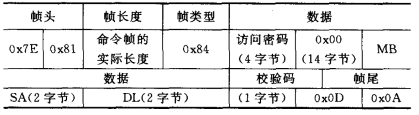 帧头 帧长度 帧类型 数据
0x7E 0x81 命令帧的 0x84 访问密码 0x00 MB
实际长度 (4字节) (14字节)
数据 校验码 帧尾
SA(2字节) DL(2字节) (1字节) 0x0D 0x0A